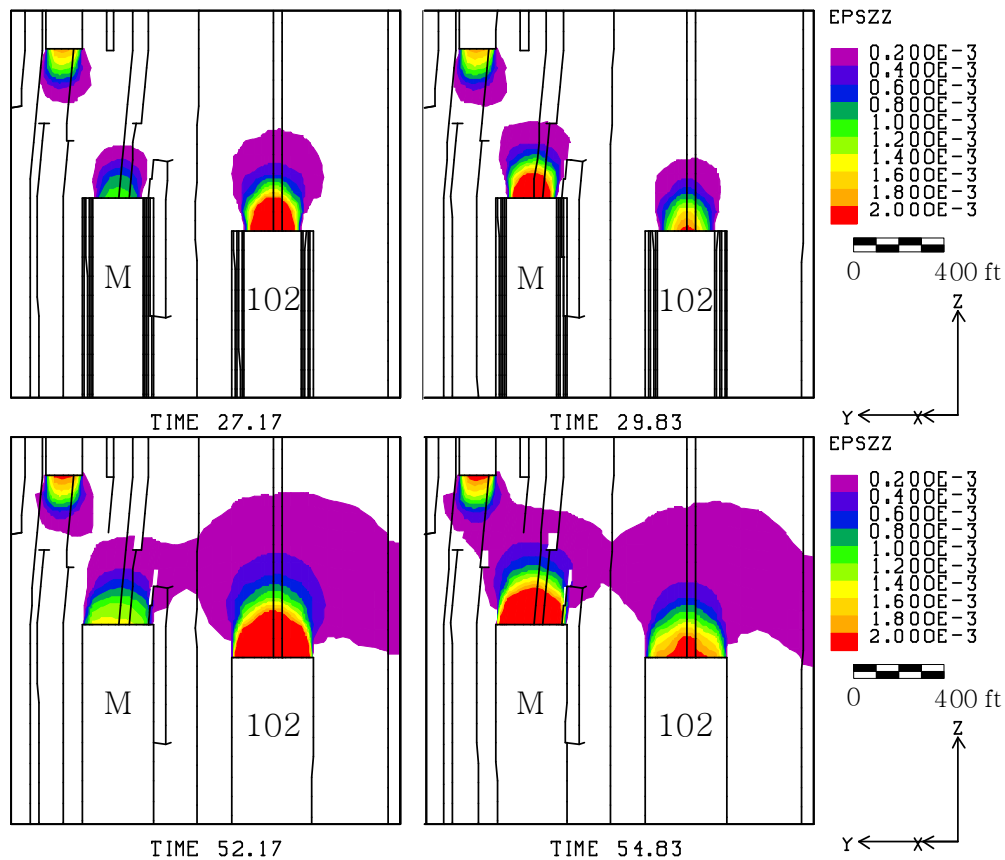 EPSZZ
0.200E-3
0.400E-3
0.600E-3
0.800E-3
1.000E-3
1.200E-3
1.400E-3
1.600E-3
1.800E-3
2.000E-3
0 400 ft
Z
Y X
M
102
TIME 27.17
M
102
TIME 29.83
EPSZZ
0.200E-3
0.400E-3
0.600E-3
0.800E-3
1.000E-3
1.200E-3
1.400E-3
1.600E-3
1.800E-3
2.000E-3
0 400 ft
Z
Y X
M
102
TIME 52.17
M
102
TIME 54.83